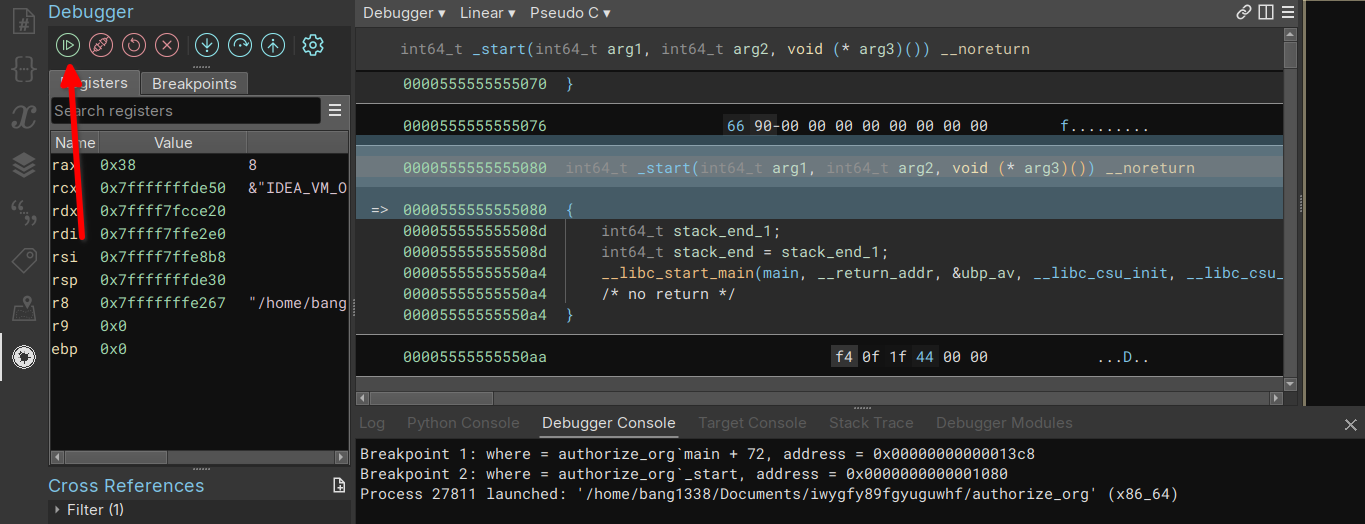 Debugger
Debugger ▾ Linear ▾ Pseudo C ▾
int64_t _start(int64_t arg1, int64_t arg2, void (* arg3)()) __noreturn
Registers Breakpoints
Search registers
Name Value
rax 0x38 8
rcx 0x7fffffffde50 &"IDEA_VM_O
rdx 0x7ffff7fcce20
rdi 0x7ffff7ffe2e0
rsi 0x7ffff7ffe8b8
rsp 0x7fffffffde30
r8 0x7fffffffe267 "/home/bang
r9 0x0
ebp 0x0
0000555555555070 }
0000555555555076 66 90-00 00 00 00 00 00 00 00 f.........
0000555555555080 int64_t _start(int64_t arg1, int64_t arg2, void (* arg3)()) __noreturn
=> 0000555555555080 {
000055555555508d int64_t stack_end_1;
000055555555508d int64_t stack_end = stack_end_1;
00005555555550a4 __libc_start_main(main, __return_addr, &ubp_av, __libc_csu_init, __libc_csu_
00005555555550a4 /* no return */
00005555555550a4 }
00005555555550aa f4 0f 1f 44 00 00 ...D..
Log Python Console Debugger Console Target Console Stack Trace Debugger Modules
Breakpoint 1: where = authorize_org`main + 72, address = 0x00000000000013c8
Breakpoint 2: where = authorize_org`_start, address = 0x0000000000001080
Process 27811 launched: '/home/bang1338/Documents/iwygfy89fgyuguwhf/authorize_org' (x86_64)
Cross References
Filter (1)